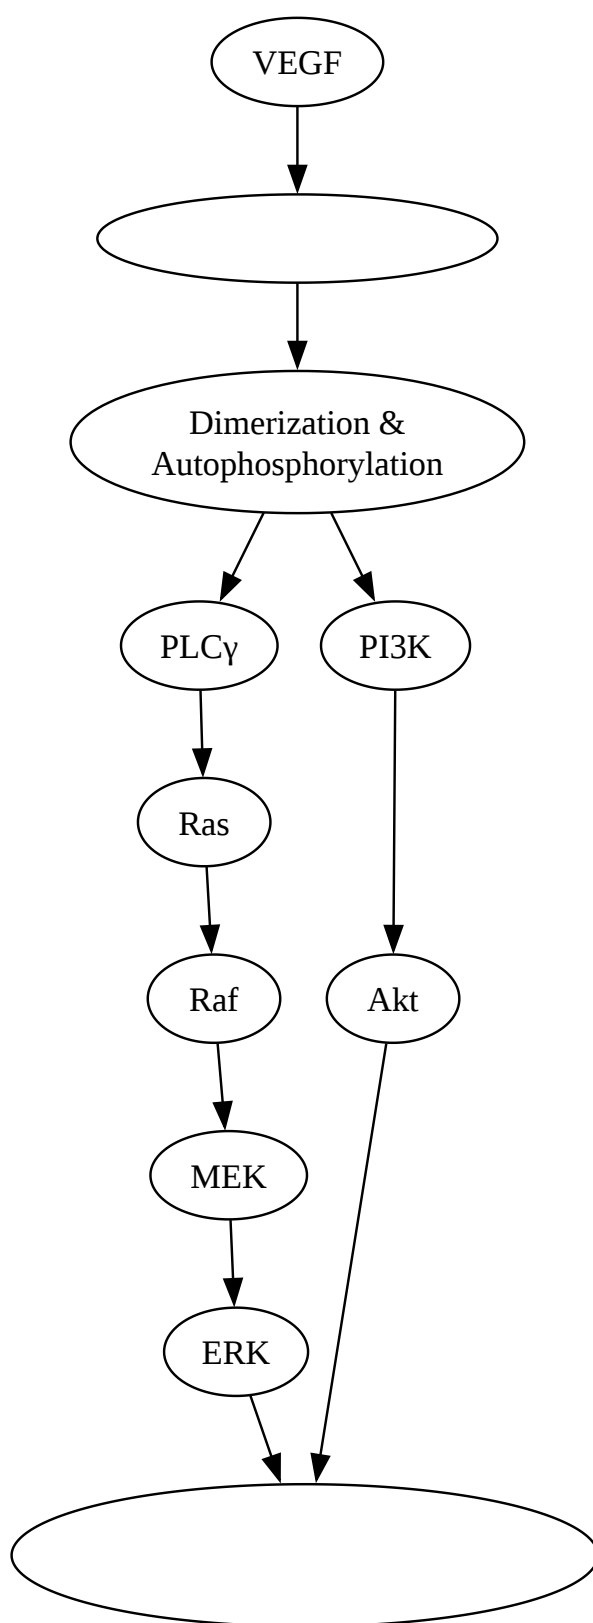 VEGF
Dimerization &
Autophosphorylation
PLCγ
PI3K
Ras
Raf
Akt
MEK
ERK